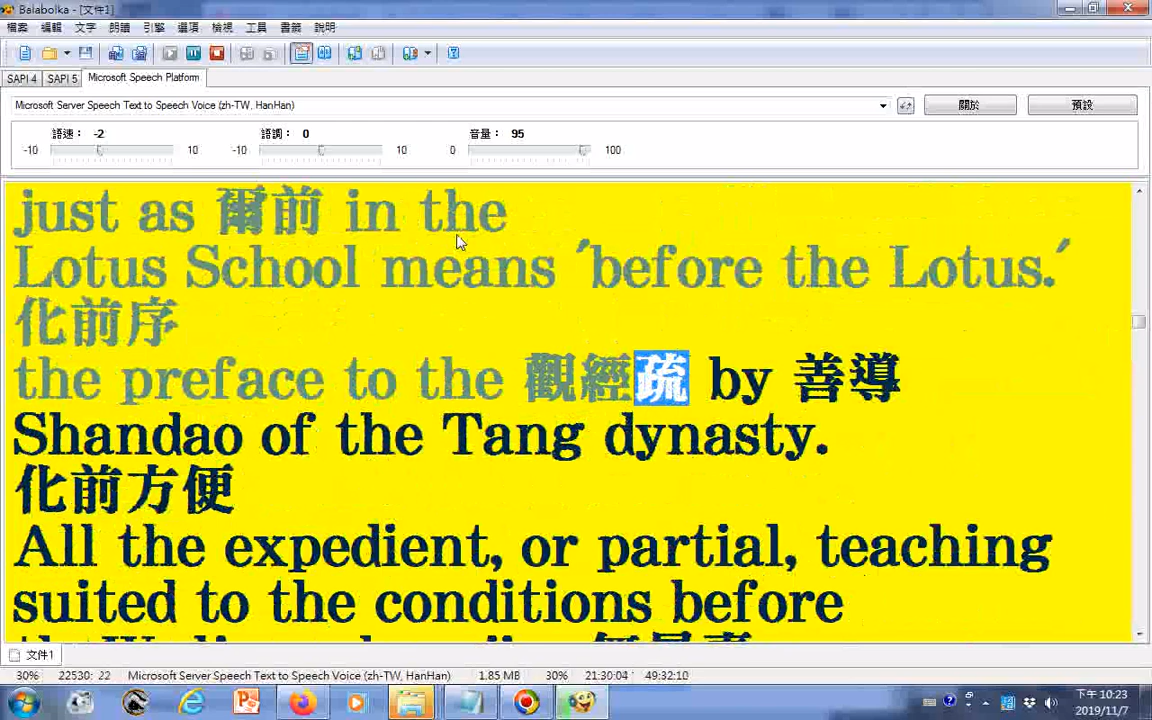 Balabolka - [文件1]
檔案 編輯 文字 朗讀 引擎 選項 檢視 工具 書籤 說明
SAPI 4 SAPI 5 Microsoft Speech Platform
Microsoft Server Speech Text to Speech Voice (zh-TW, HanHan) 關於 預設
語速： -2 語調： 0 音量： 95
-10 10 -10 10 0 100
just as 爾前 in the
Lotus School means 'before the Lotus.'
化前序
the preface to the 觀經疏 by 善導
Shandao of the Tang dynasty.
化前方便
All the expedient, or partial, teaching
suited to the conditions before
文件1
30% 22530: 22 Microsoft Server Speech Text to Speech Voice (zh-TW, HanHan) 1.85 MB 30% 21:30:04 49:32:10
下午 10:23
2019/11/7